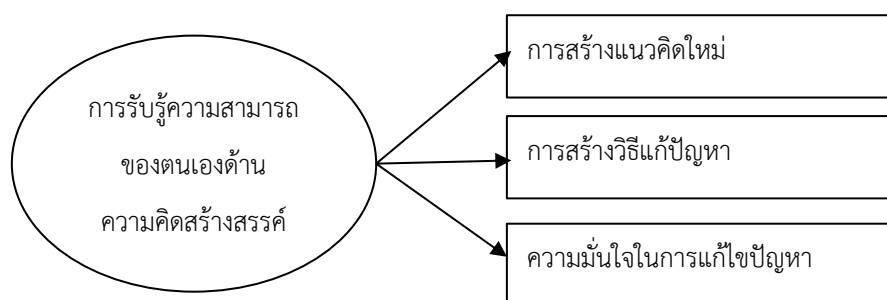 การรับรู้ความสามารถ
ของตนเองด้าน
ความคิดสร้างสรรค์
การสร้างแนวคิดใหม่
การสร้างวิธีแก้ปัญหา
ความมั่นใจในการแก้ไขปัญหา